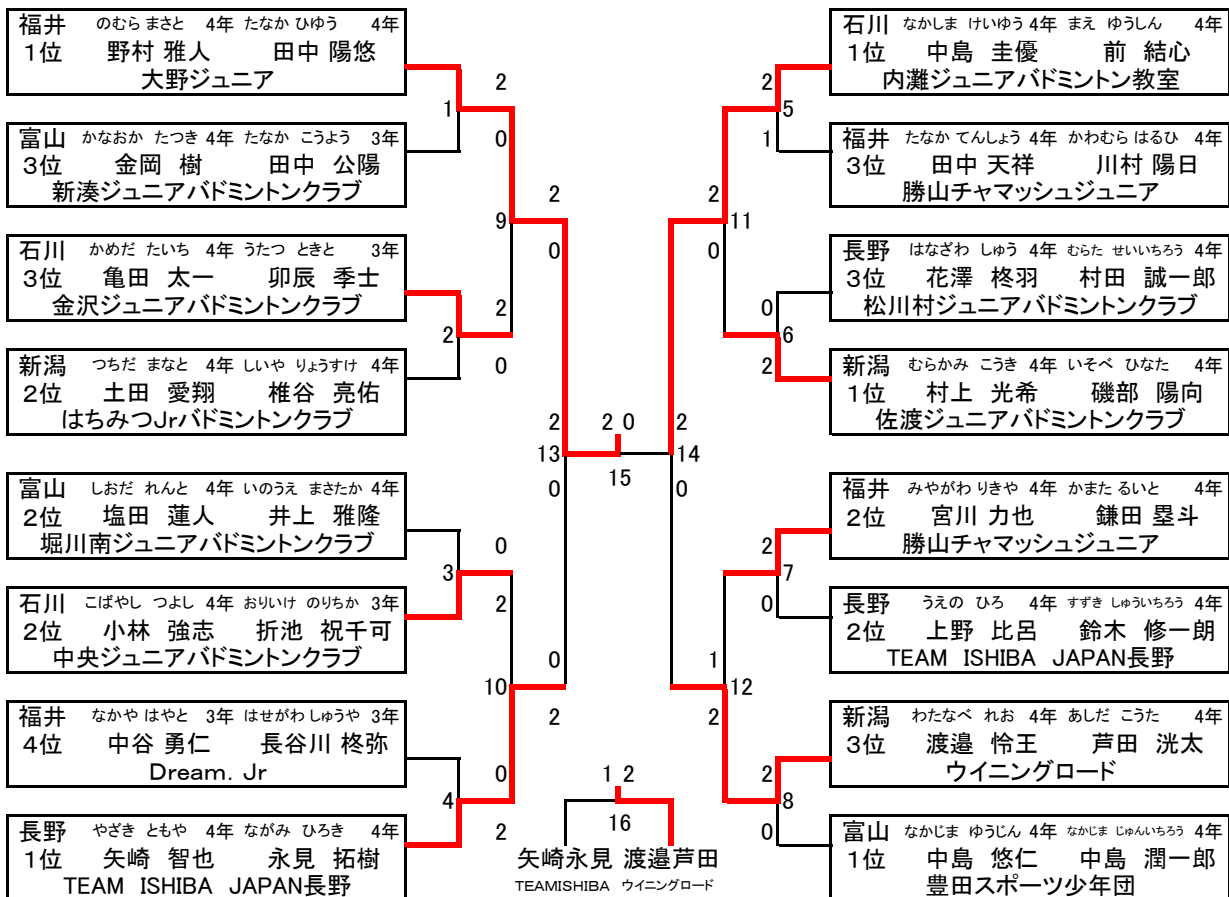 福井 のむら まさと 4年 たなか ひゆう 4年
1位 野村 雅人 田中 陽悠
大野ジュニア
富山 かなおか たつき 4年 たなか こうよう 3年
3位 金岡 樹 田中 公陽
新湊ジュニアバドミントンクラブ
石川 かめだ たいち 4年 うたつ ときと 3年
3位 亀田 太一 卯辰 季士
金沢ジュニアバドミントンクラブ
新潟 つちだ まなと 4年 しいや りょうすけ 4年
2位 土田 愛翔 椎谷 亮佑
はちみつJrバドミントンクラブ
富山 しおだ れんと 4年 いのうえ まさたか 4年
2位 塩田 蓮人 井上 雅隆
堀川南ジュニアバドミントンクラブ
石川 こばやし つよし 4年 おりいけ のりちか 3年
2位 小林 強志 折池 祝千可
中央ジュニアバドミントンクラブ
福井 なかや はやと 3年 はせがわ しゅうや 3年
4位 中谷 勇仁 長谷川 柊弥
Dream. Jr
長野 やざき ともや 4年 ながみ ひろき 4年
1位 矢崎 智也 永見 拓樹
TEAM ISHIBA JAPAN長野
2
1
0
2
9
0
2
2
0
2
13
0
0
3
2
0
10
2
0
4
2
2 0
15
1 2
16
矢崎永見 渡邉芦田
TEAMISHIBA ウイニングロード
2
5
1
2
11
0
0
6
2
2
14
0
2
7
0
1
12
2
2
8
0
石川 なかしま けいゆう 4年 まえ ゆうしん 4年
1位 中島 圭優 前 結心
内灘ジュニアバドミントン教室
福井 たなか てんしょう 4年 かわむら はるひ 4年
3位 田中 天祥 川村 陽日
勝山チャマッシュジュニア
長野 はなざわ しゅう 4年 むらた せいいちろう 4年
3位 花澤 柊羽 村田 誠一郎
松川村ジュニアバドミントンクラブ
新潟 むらかみ こうき 4年 いそべ ひなた 4年
1位 村上 光希 磯部 陽向
佐渡ジュニアバドミントンクラブ
福井 みやがわ りきや 4年 かまた るいと 4年
2位 宮川 力也 鎌田 塁斗
勝山チャマッシュジュニア
長野 うえの ひろ 4年 すずき しゅういちろう 4年
2位 上野 比呂 鈴木 修一朗
TEAM ISHIBA JAPAN長野
新潟 わたなべ れお 4年 あしだ こうた 4年
3位 渡邉 怜王 芦田 洸太
ウイニングロード
富山 なかじま ゆうじん 4年 なかじま じゅんいちろう 4年
1位 中島 悠仁 中島 潤一郎
豊田スポーツ少年団